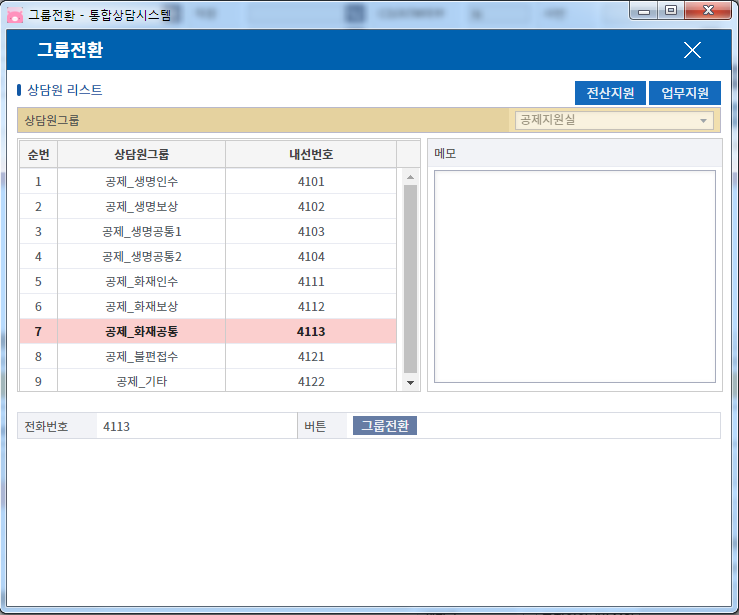 그룹전환 - 통합상담시스템
그룹전환
상담원 리스트
전산지원 업무지원
상담원그룹 공제지원실
순번 상담원그룹 내선번호
1 공제_생명인수 4101
2 공제_생명보상 4102
3 공제_생명공통1 4103
4 공제_생명공통2 4104
5 공제_화재인수 4111
6 공제_화재보상 4112
7 공제_화재공통 4113
8 공제_불편접수 4121
9 공제_기타 4122
메모
전화번호 4113 버튼 그룹전환